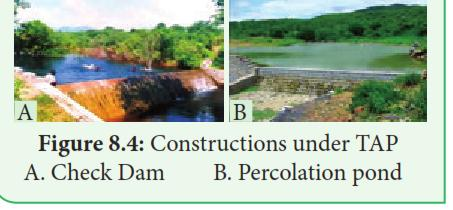 A
B
Figure 8.4: Constructions under TAP
A. Check Dam B. Percolation pond